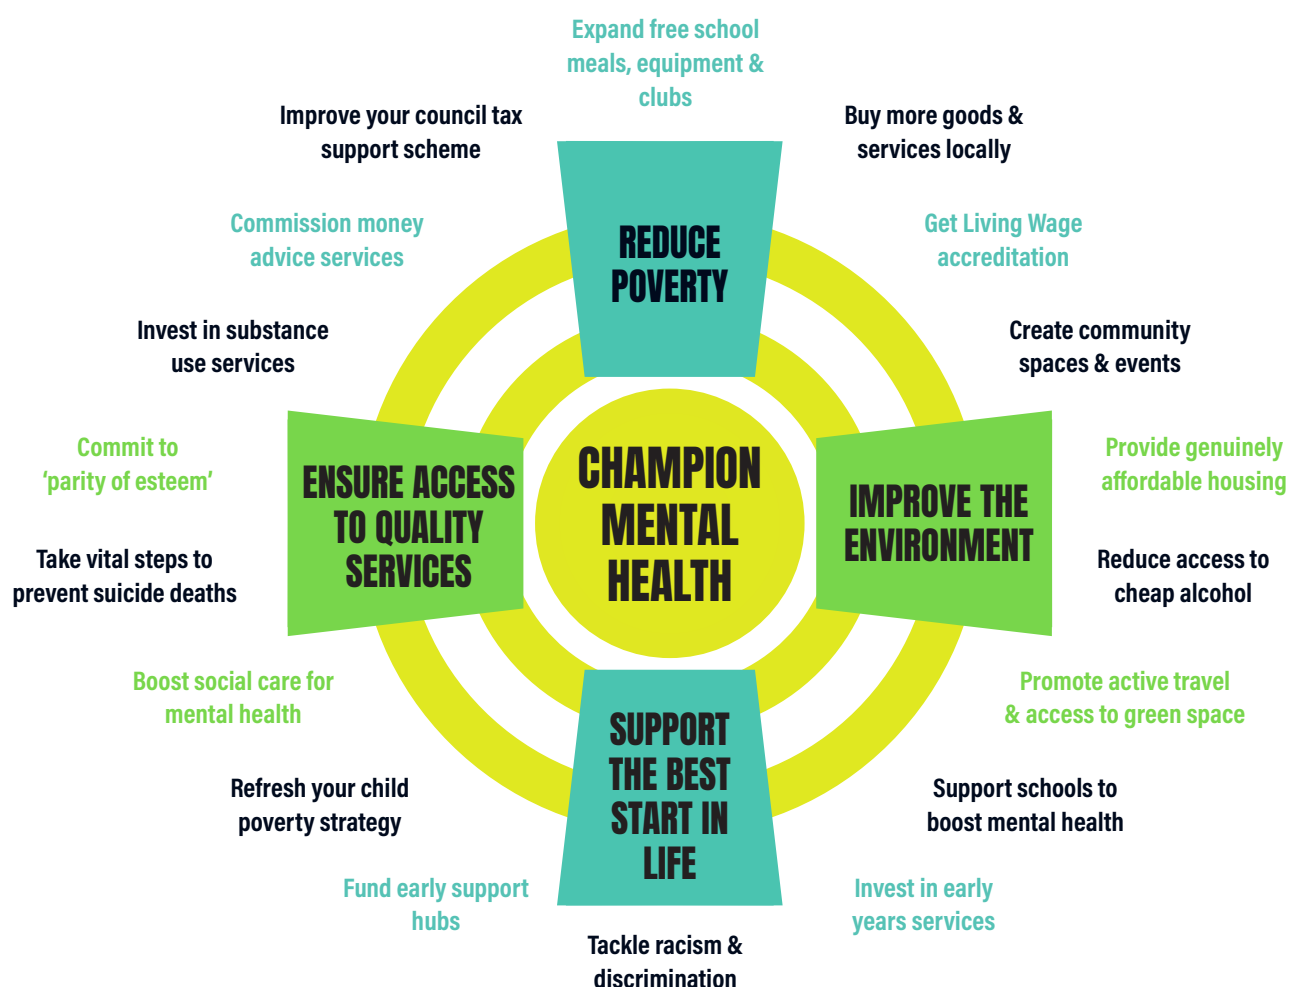 Expand free school
meals, equipment &
clubs
Improve your council tax
support scheme
Buy more goods &
services locally
Commission money
advice services
REDUCE
POVERTY
Get Living Wage
accreditation
Invest in substance
use services
Create community
spaces & events
Commit to
‘parity of esteem’
ENSURE ACCESS
TO QUALITY
SERVICES
CHAMPION
MENTAL
HEALTH
IMPROVE THE
ENVIRONMENT
Provide genuinely
affordable housing
Take vital steps to
prevent suicide deaths
Reduce access to
cheap alcohol
Boost social care for
mental health
Promote active travel
& access to green space
SUPPORT
THE BEST
START IN
LIFE
Refresh your child
poverty strategy
Support schools to
boost mental health
Fund early support
hubs
Invest in early
years services
Tackle racism &
discrimination